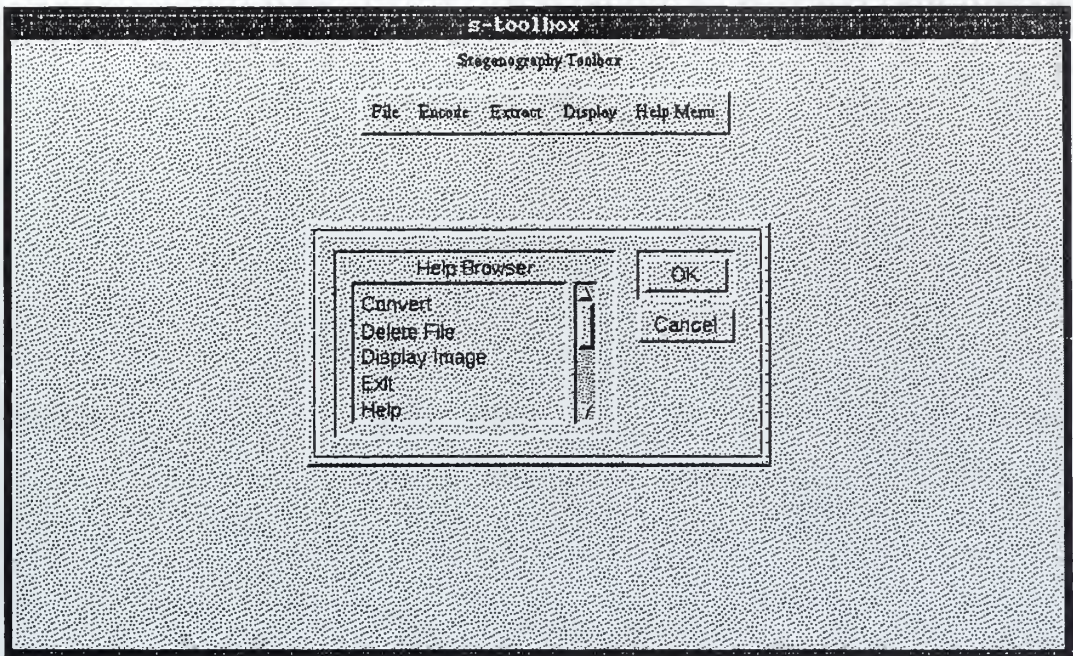 s-toolbox
Steganography Toolbox
File Encode Extract Display Help Menu
Help Browser
Convert
Delete File
Display Image
Exit
Help
OK
Cancel